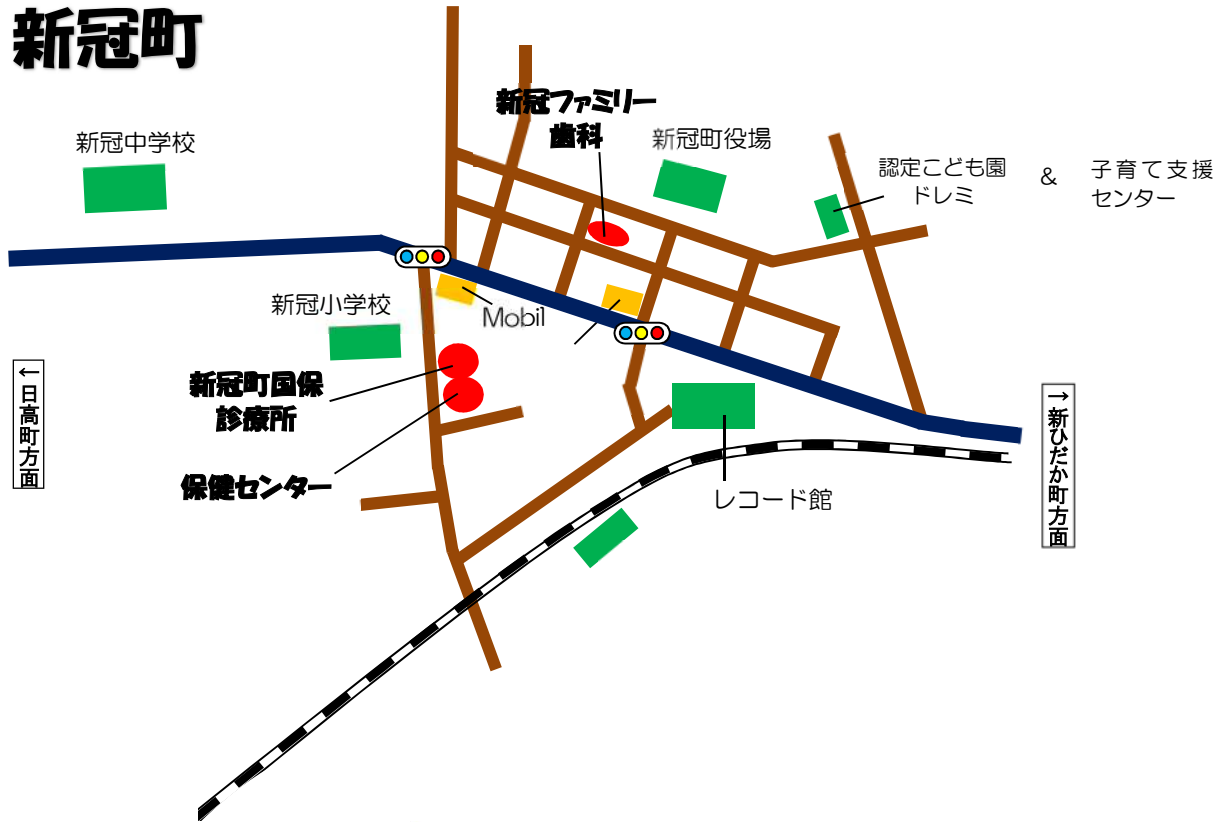 新冠町
新冠ファミリー
歯科
新冠中学校
新冠町役場
認定こども園
ドレミ
&
子育て支援
センター
新冠小学校
Mobil
←日高町方面
新冠町国保
診療所
→新ひだか町方面
保健センター
レコード館